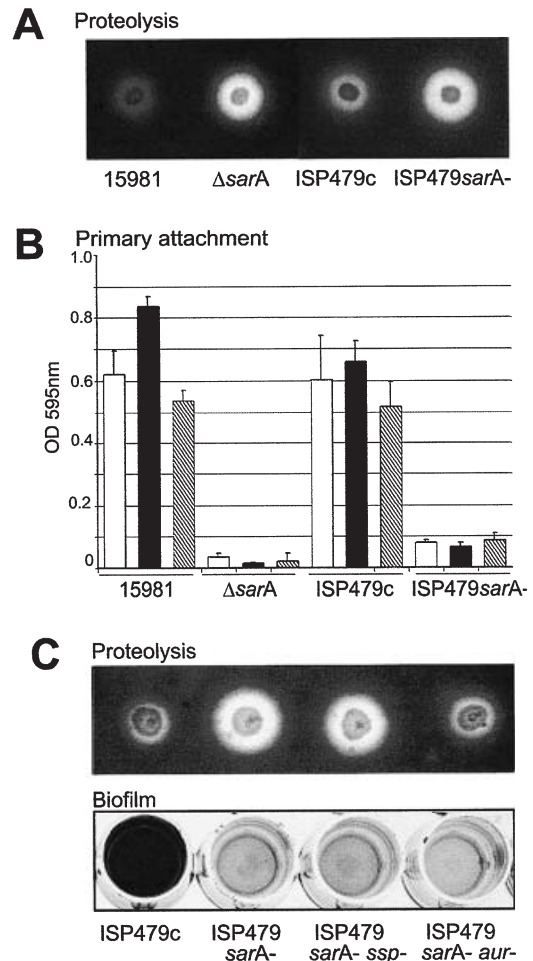 A
Proteolysis
15981 ΔsarA ISP479c ISP479sarA-
B
Primary attachment
1.0
0.8
0.6
0.4
0.2
0
OD 595nm
15981 ΔsarA ISP479c ISP479sarA-
C
Proteolysis
Biofilm
ISP479c ISP479 ISP479 ISP479
sarA- sarA- ssp- sarA- aur-